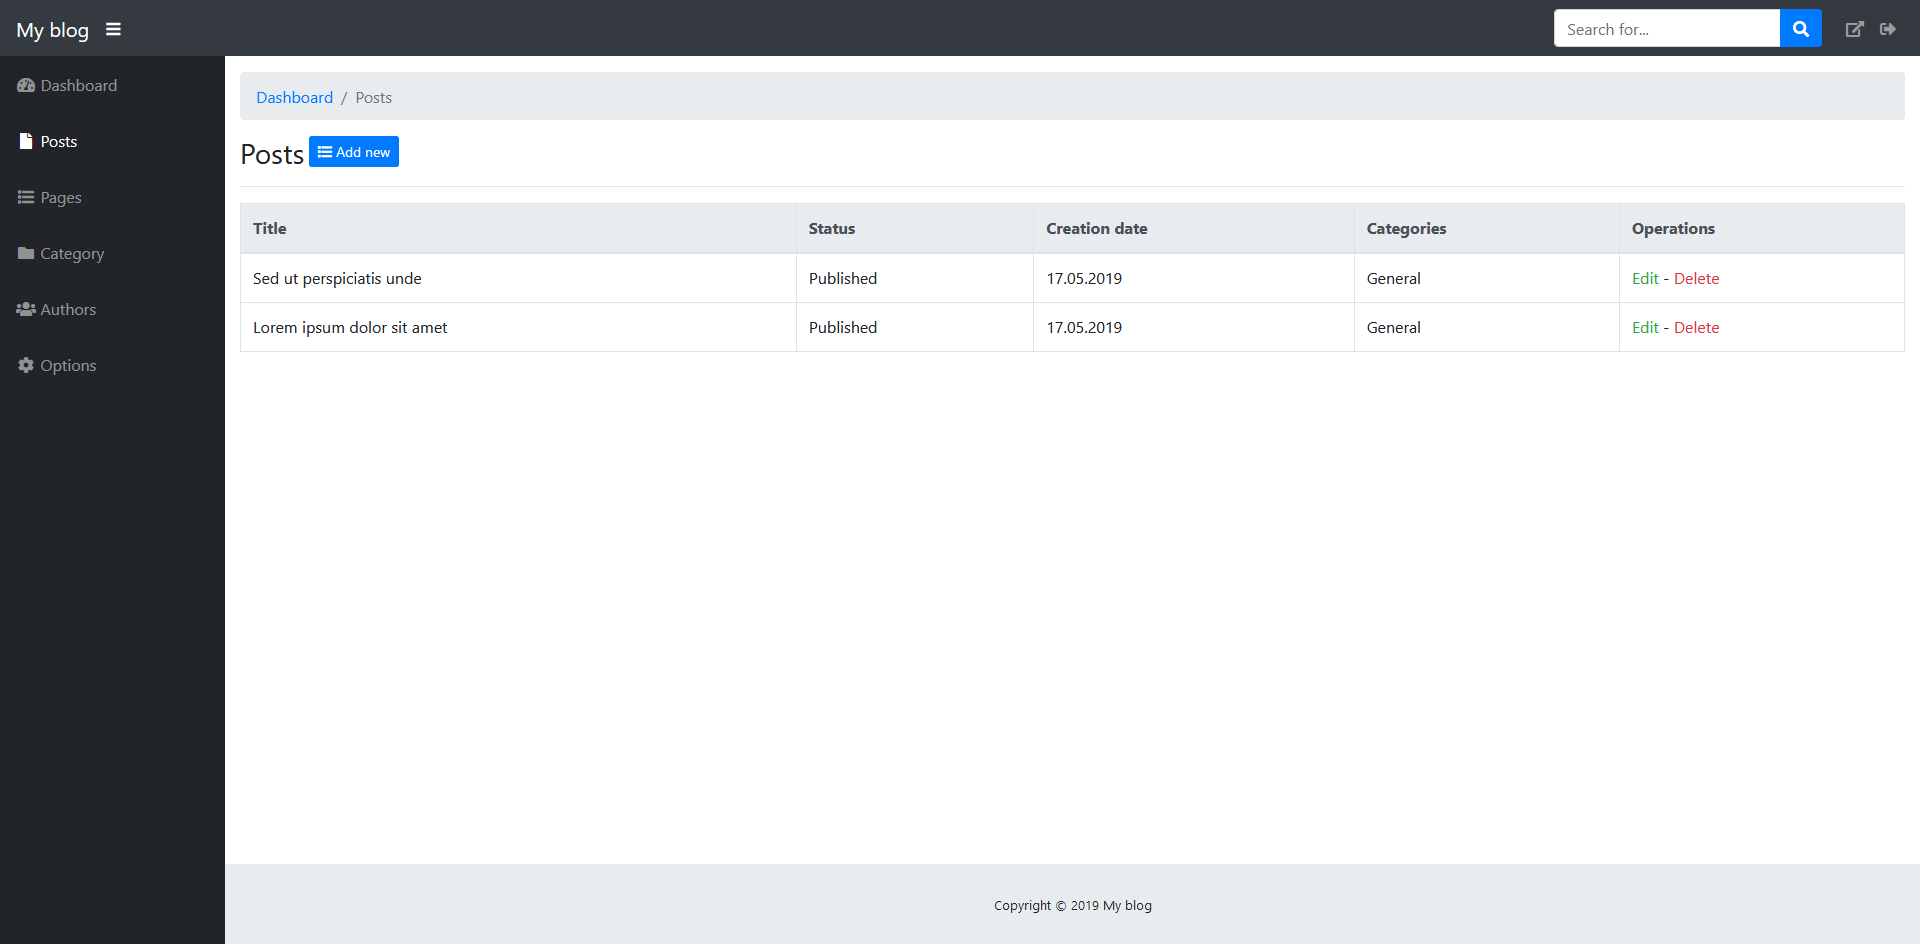 My blog
Search for...
Dashboard
Posts
Pages
Category
Authors
Options
Dashboard / Posts
Posts Add new
Title Status Creation date Categories Operations
Sed ut perspiciatis unde Published 17.05.2019 General Edit - Delete
Lorem ipsum dolor sit amet Published 17.05.2019 General Edit - Delete
Copyright © 2019 My blog